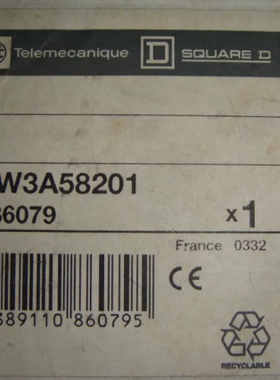 Telemecanique D SQUARE D
W3A58201
36079 x1
France 0332
CE
389110 860795
RECYCLABLE